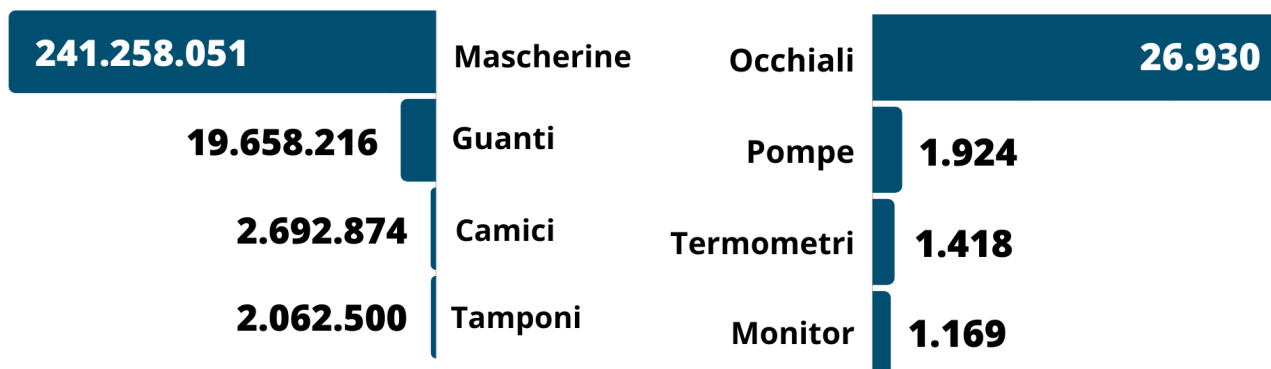 241.258.051 Mascherine
19.658.216 Guanti
2.692.874 Camici
2.062.500 Tamponi
Occhiali 26.930
Pompe 1.924
Termometri 1.418
Monitor 1.169